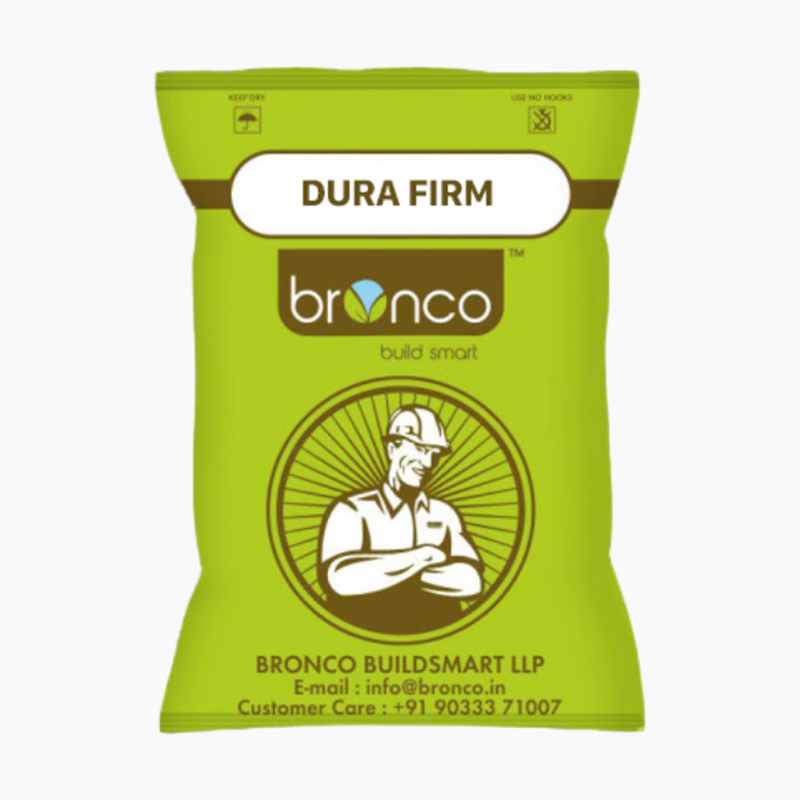 KEEP DRY
USE NO HOOKS
DURA FIRM
bronco
TM
build smart
BRONCO BUILDSMART LLP
E-mail : info@bronco.in
Customer Care : +91 90333 71007